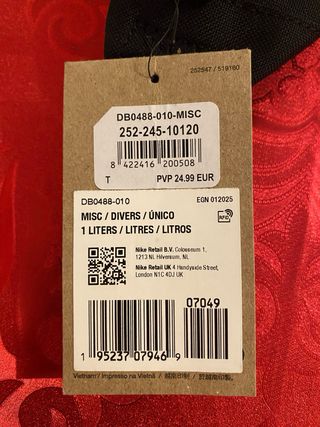 252547 / 519160
DB0488-010-MISC
252-245-10120
8 422416 200508
T PVP 24.99 EUR
DB0488-010 EGN 012025
MISC / DIVERS / ÚNICO
1 LITERS / LITRES / LITROS
RFID
Nike Retail B.V. Colosseum 1,
1213 NL Hilversum, NL
Nike Retail UK 4 Handyside Street,
London N1C 4DJ UK
07049
1 95237 07946 9
Vietnam / Impresso na Vietnã /